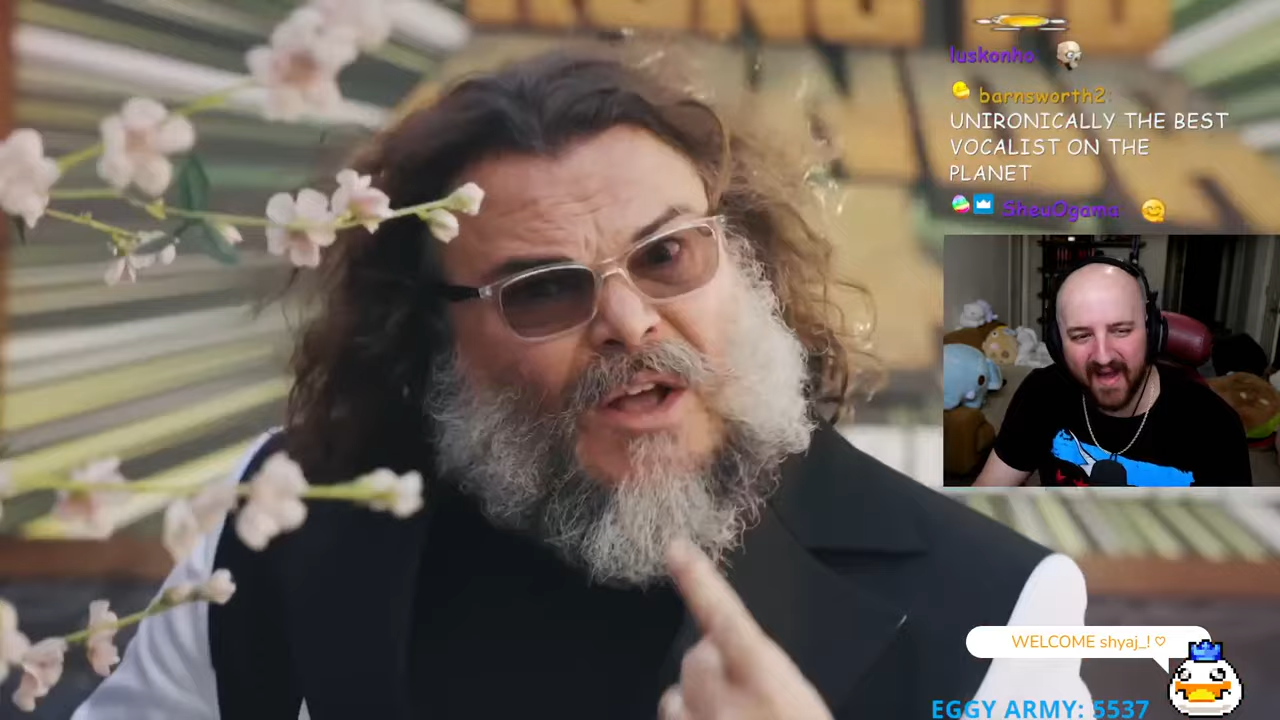 luskonho
barnsworth2:
UNIRONICALLY THE BEST
VOCALIST ON THE
PLANET
SheuOgama
WELCOME shyaj_! ♡
EGGY ARMY: 5537